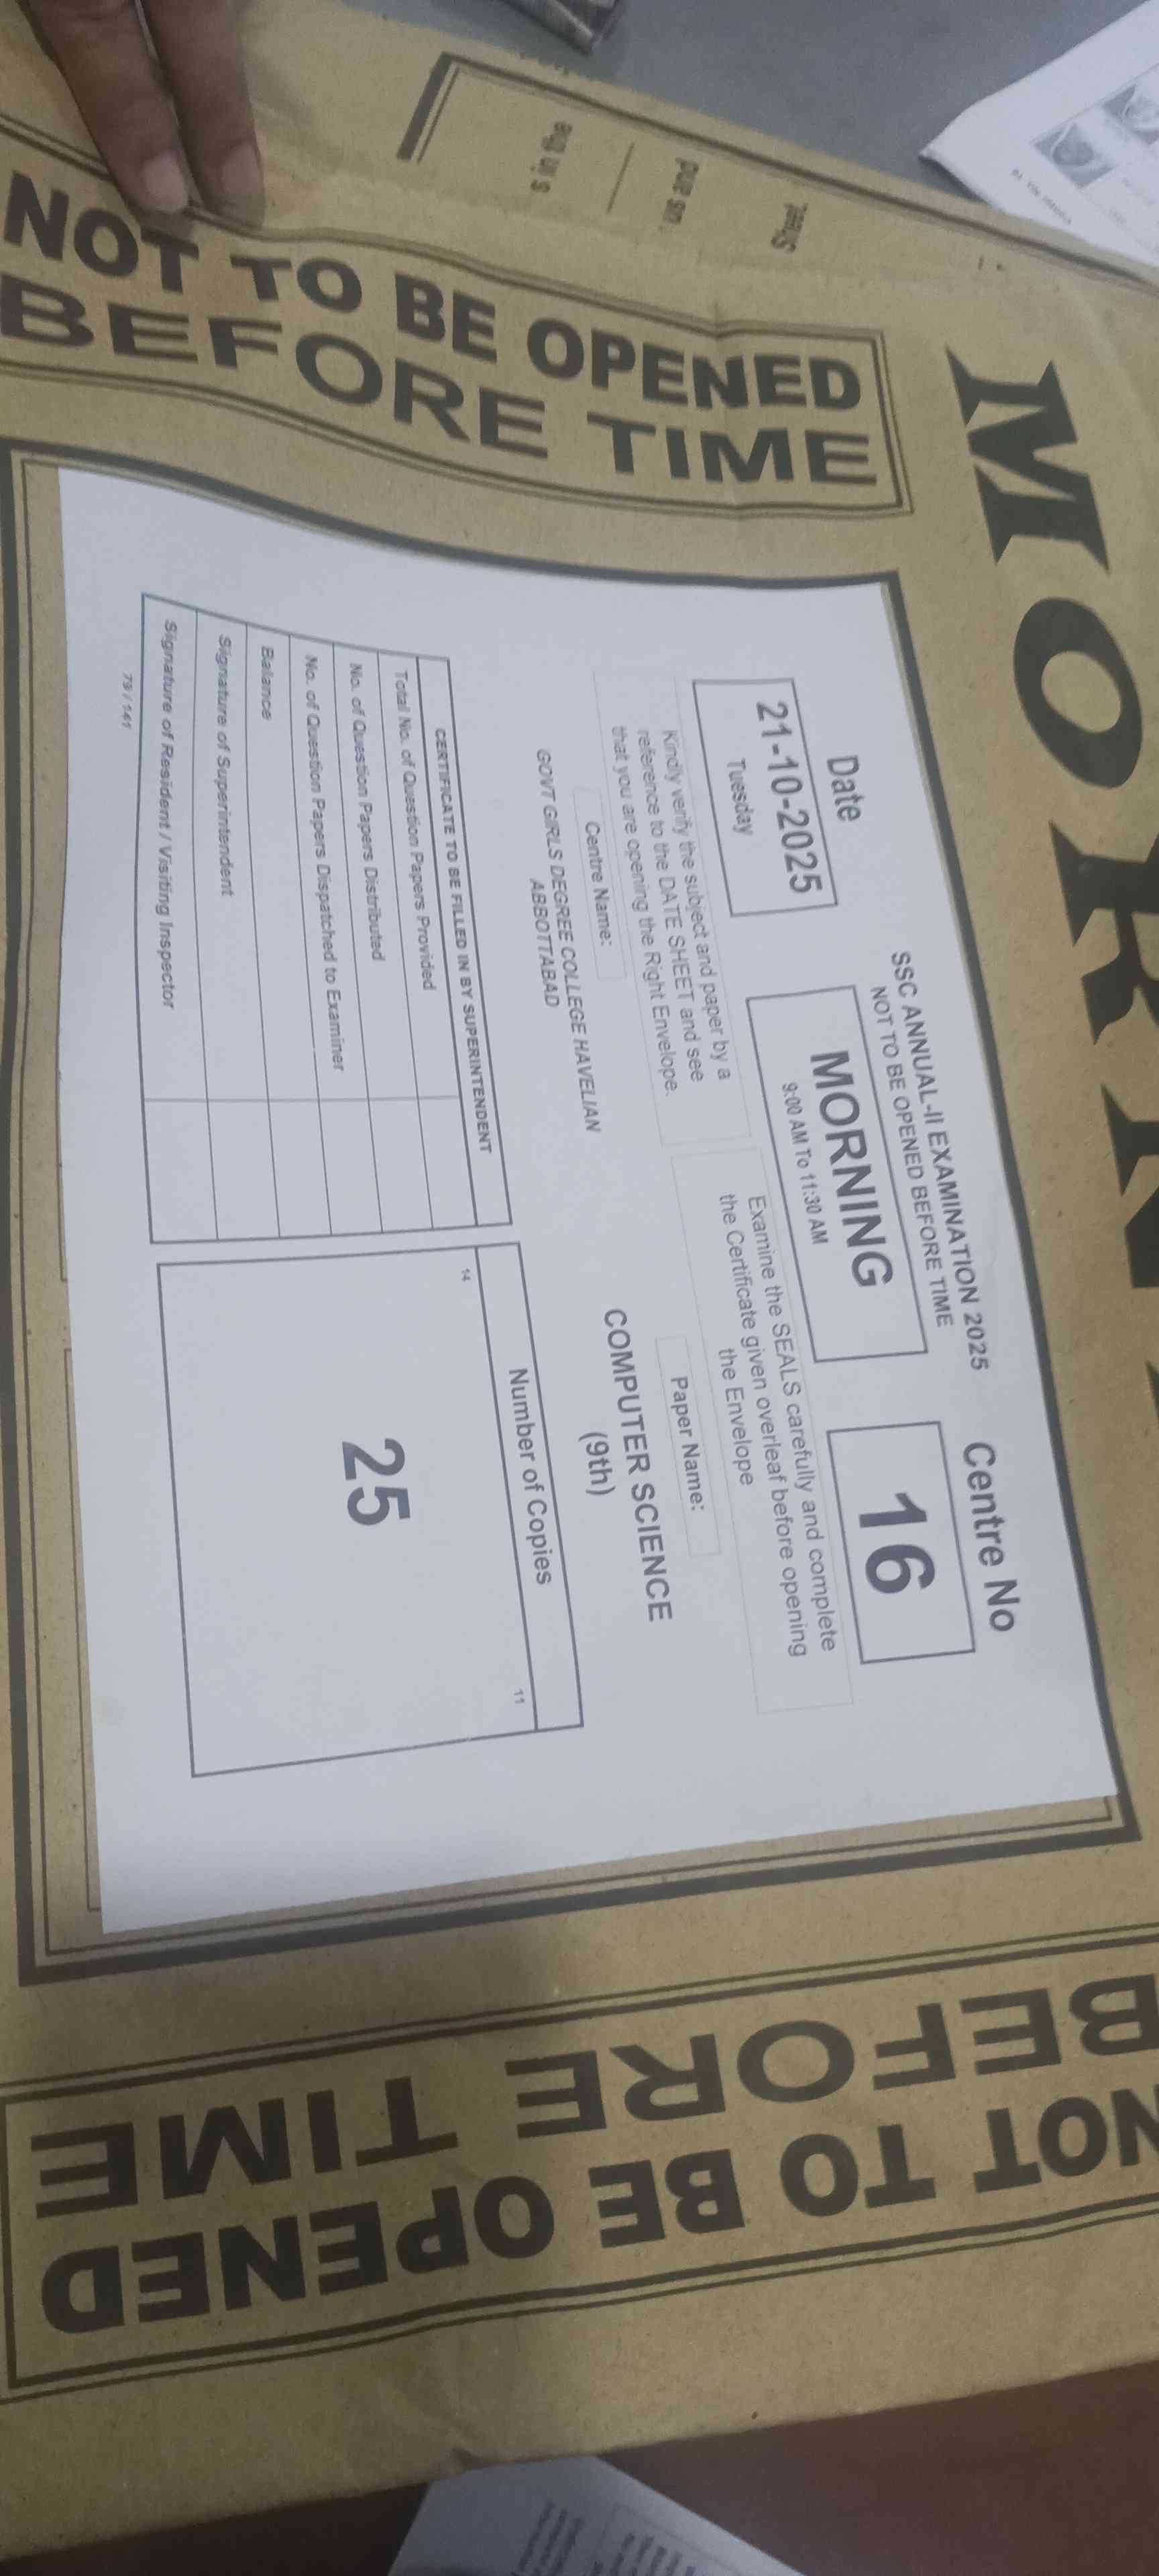 MORNIN
NOT TO BE OPENED
BEFORE TIME
SSC ANNUAL-II EXAMINATION 2025
NOT TO BE OPENED BEFORE TIME
Date
21-10-2025
Tuesday
MORNING
9:00 AM To 11:30 AM
Centre No
16
Kindly verify the subject and paper by a
reference to the DATE SHEET and see
that you are opening the Right Envelope.
Examine the SEALS carefully and complete
the Certificate given overleaf before opening
the Envelope
Centre Name:
GOVT GIRLS DEGREE COLLEGE HAVELIAN
ABBOTTABAD
Paper Name:
COMPUTER SCIENCE
(9th)
CERTIFICATE TO BE FILLED IN BY SUPERINTENDENT
Total No. of Question Papers Provided
No. of Question Papers Distributed
No. of Question Papers Dispatched to Examiner
Balance
Signature of Superintendent
Signature of Resident / Visiting Inspector
79 / 141
Number of Copies
14
11
25
NOT TO BE OPENED
BEFORE TIME